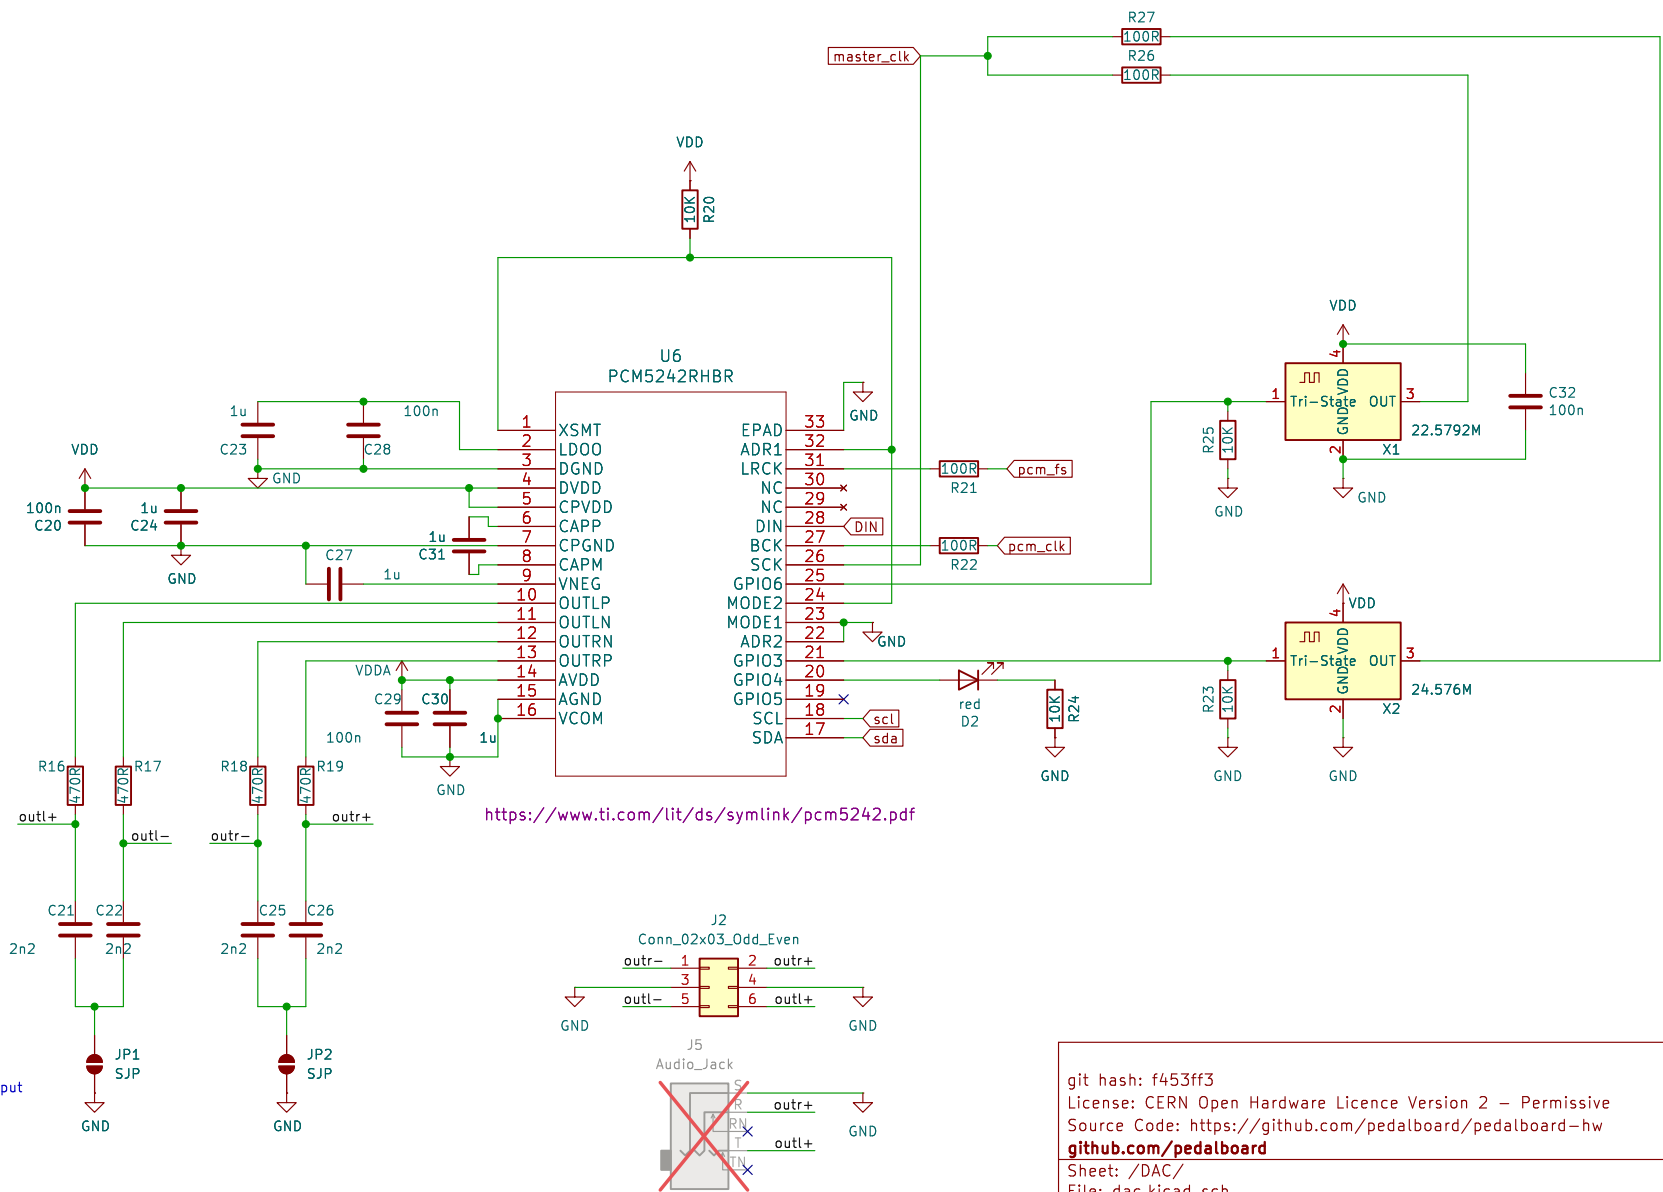 R27
100R
master_clk
R26
100R
VDD
10K
R20
VDD
U6
PCM5242RHBR
1u
100n
C23
C28
GND
VDD
100n
C20
1u
C24
GND
1u
C31
C27
1u
1 XSMT
2 LDOO
3 DGND
4 DVDD
5 CPVDD
6 CAPP
7 CPGND
8 CAPM
9 VNEG
10 OUTLP
11 OUTLN
12 OUTRN
13 OUTRP
14 AVDD
15 AGND
16 VCOM
EPAD 33
ADR1 32
LRCK 31
NC 30
NC 29
DIN 28
BCK 27
SCK 26
GPIO6 25
MODE2 24
MODE1 23
ADR2 22
GPIO3 21
GPIO4 20
GPIO5 19
SCL 18
SDA 17
GND
100R
R21
pcm_fs
DIN
100R
R22
pcm_clk
GND
scl
sda
red
D2
10K
R24
GND
R25
10K
GND
4
1
Tri-State
OUT
3
VDD
GND
2
22.5792M
X1
C32
100n
GND
VDD
4
1
Tri-State
OUT
3
VDD
GND
2
24.576M
X2
R23
10K
GND
GND
VDDA
C29
C30
100n
1u
GND
https://www.ti.com/lit/ds/symlink/pcm5242.pdf
R16
470R
R17
470R
R18
470R
R19
470R
outl+
outl-
outr-
outr+
C21
C22
C25
C26
2n2
2n2
2n2
2n2
JP1
SJP
JP2
SJP
GND
GND
put
J2
Conn_02x03_Odd_Even
outr- 1 2 outr+
3 4
outl- 5 6 outl+
GND
GND
J5
Audio_Jack
S
R
outr+
RN
T
outl+
TN
GND
git hash: f453ff3
License: CERN Open Hardware Licence Version 2 - Permissive
Source Code: https://github.com/pedalboard/pedalboard-hw
github.com/pedalboard
Sheet: /DAC/
File: dac.kicad_sch